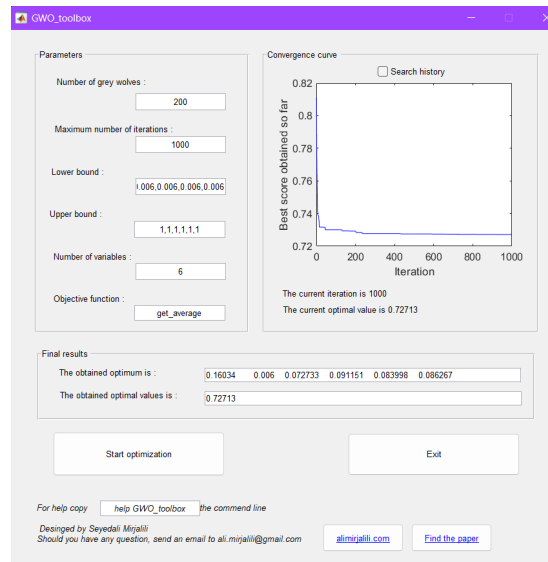 GWO_toolbox
Parameters
Number of grey wolves :
200
Maximum number of iterations :
1000
Lower bound :
.006,0.006,0.006,0.006
Upper bound :
1,1,1,1,1,1
Number of variables :
6
Objective function :
get_average
Convergence curve
Search history
Best score obtained so far
0.82
0.8
0.78
0.76
0.74
0.72
0 200 400 600 800 1000
Iteration
The current iteration is 1000
The current optimal value is 0.72713
Final results
The obtained optimum is :
0.16034 0.006 0.072733 0.091151 0.083998 0.086267
The obtained optimal values is :
0.72713
Start optimization
Exit
For help copy help GWO_toolbox the commend line
Desinged by Seyedali Mirjalili
Should you have any question, send an email to ali.mirjalili@gmail.com
alimirjalili.com
Find the paper